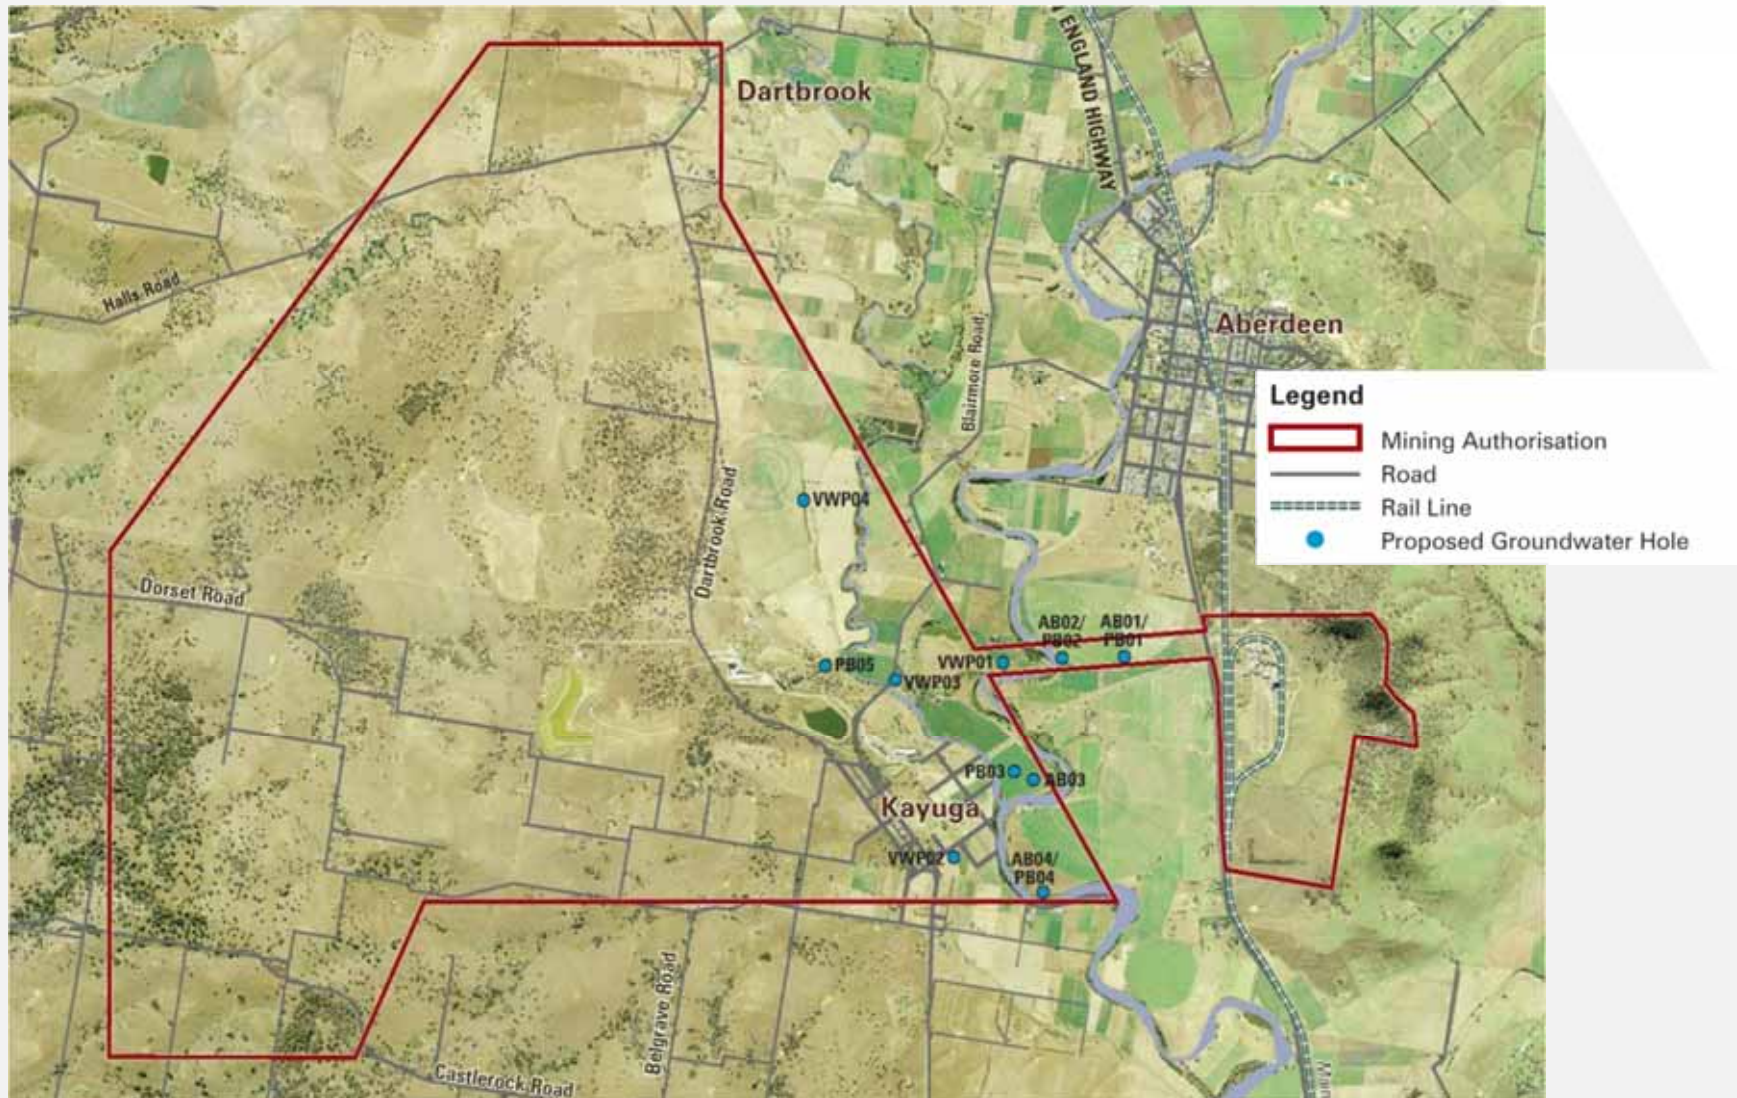 Dartbrook
ENGLAND HIGHWAY
Halls Road
Aberdeen
Blairmore Road
Legend
Mining Authorisation
Road
Rail Line
Proposed Groundwater Hole
VWP04
Dartbrook Road
Dorset Road
AB02/
PB02
AB01/
PB01
VWP01
PB05
VWP03
PB03
AB03
Kayuga
VWP02
AB04/
PB04
Belgrave Road
Castlerock Road
Main